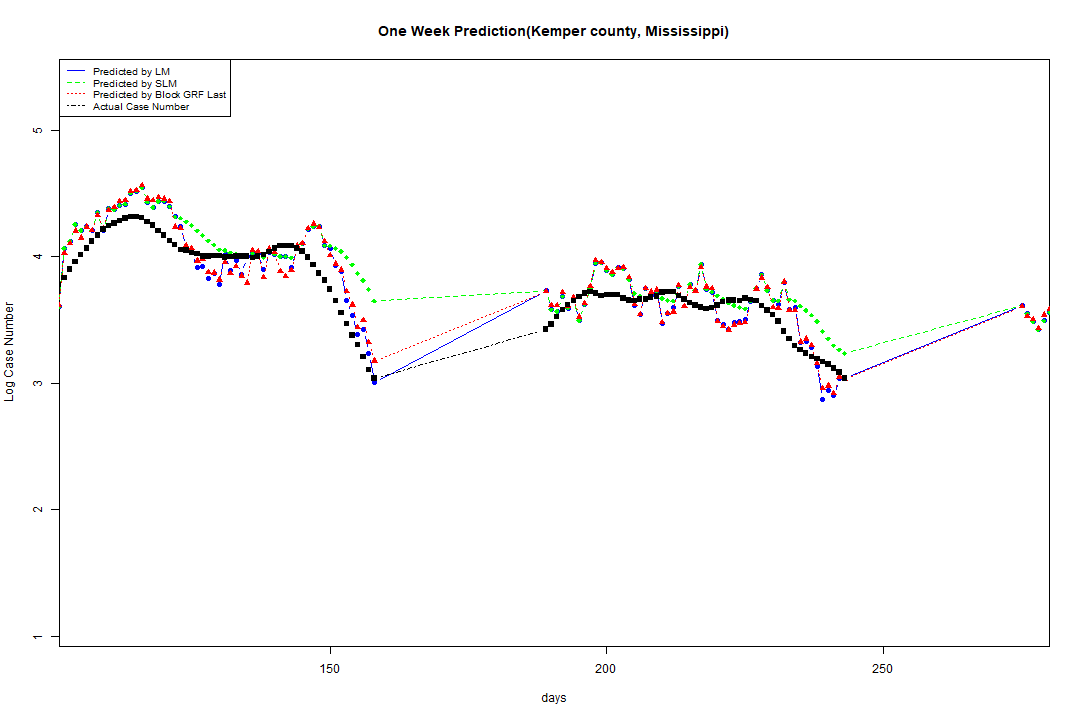 One Week Prediction(Kemper county, Mississippi)
Predicted by LM
Predicted by SLM
Predicted by Block GRF Last
Actual Case Number
5
4
3
2
1
Log Case Number
150
200
250
days